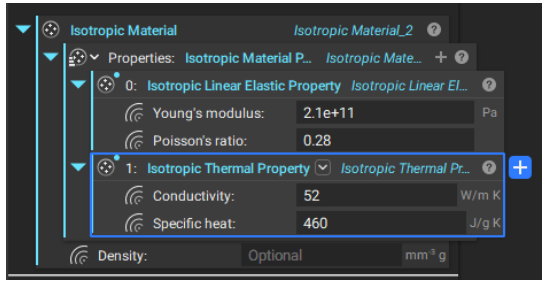 Isotropic Material Isotropic Material_2 ?
Properties: Isotropic Material P... Isotropic Mate... + ?
0: Isotropic Linear Elastic Property Isotropic Linear El... ?
Young's modulus: 2.1e+11 Pa
Poisson's ratio: 0.28
1: Isotropic Thermal Property Isotropic Thermal Pr... ? +
Conductivity: 52 W/m K
Specific heat: 460 J/g K
Density: Optional mm⁻³ g